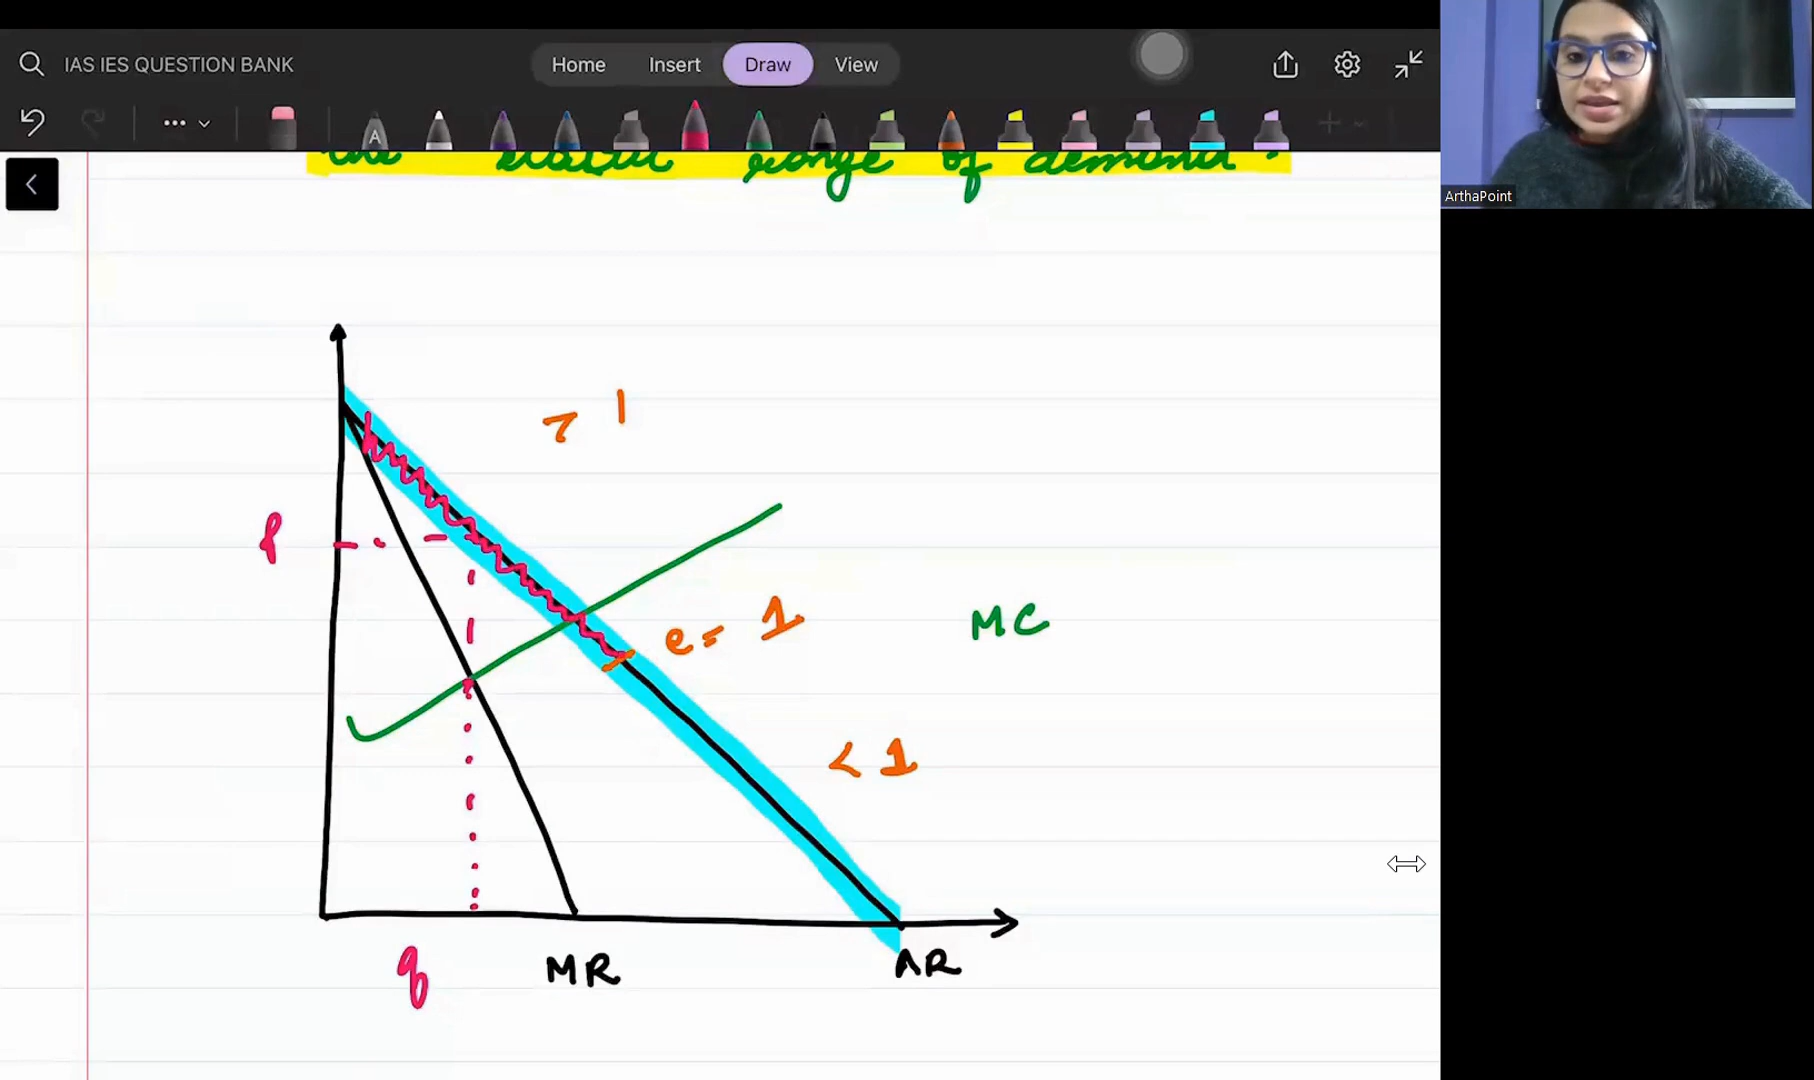 IAS IES QUESTION BANK
Home Insert Draw View
A
the elastic range of demand.
ArthaPoint
> 1
p
e = 1
MC
< 1
q
MR
AR